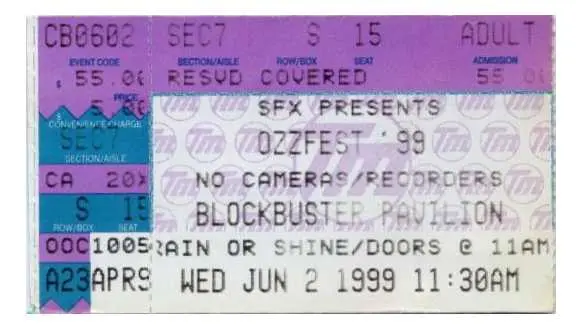 CB0602 SEC7 S 15 ADULT
EVENT CODE SECTION/AISLE ROW/BOX SEAT ADMISSION
$ 55.00 RESVD COVERED 55.00
PRICE
5.00 SFX PRESENTS
CONVENIENCE CHARGE
SEC7 OZZFEST '99
SECTION/AISLE
CA 20X NO CAMERAS/RECORDERS
S 15 BLOCKBUSTER PAVILION
ROW/BOX SEAT
OOC1005 RAIN OR SHINE/DOORS @ 11AM
A23APR9 WED JUN 2 1999 11:30AM
Tm